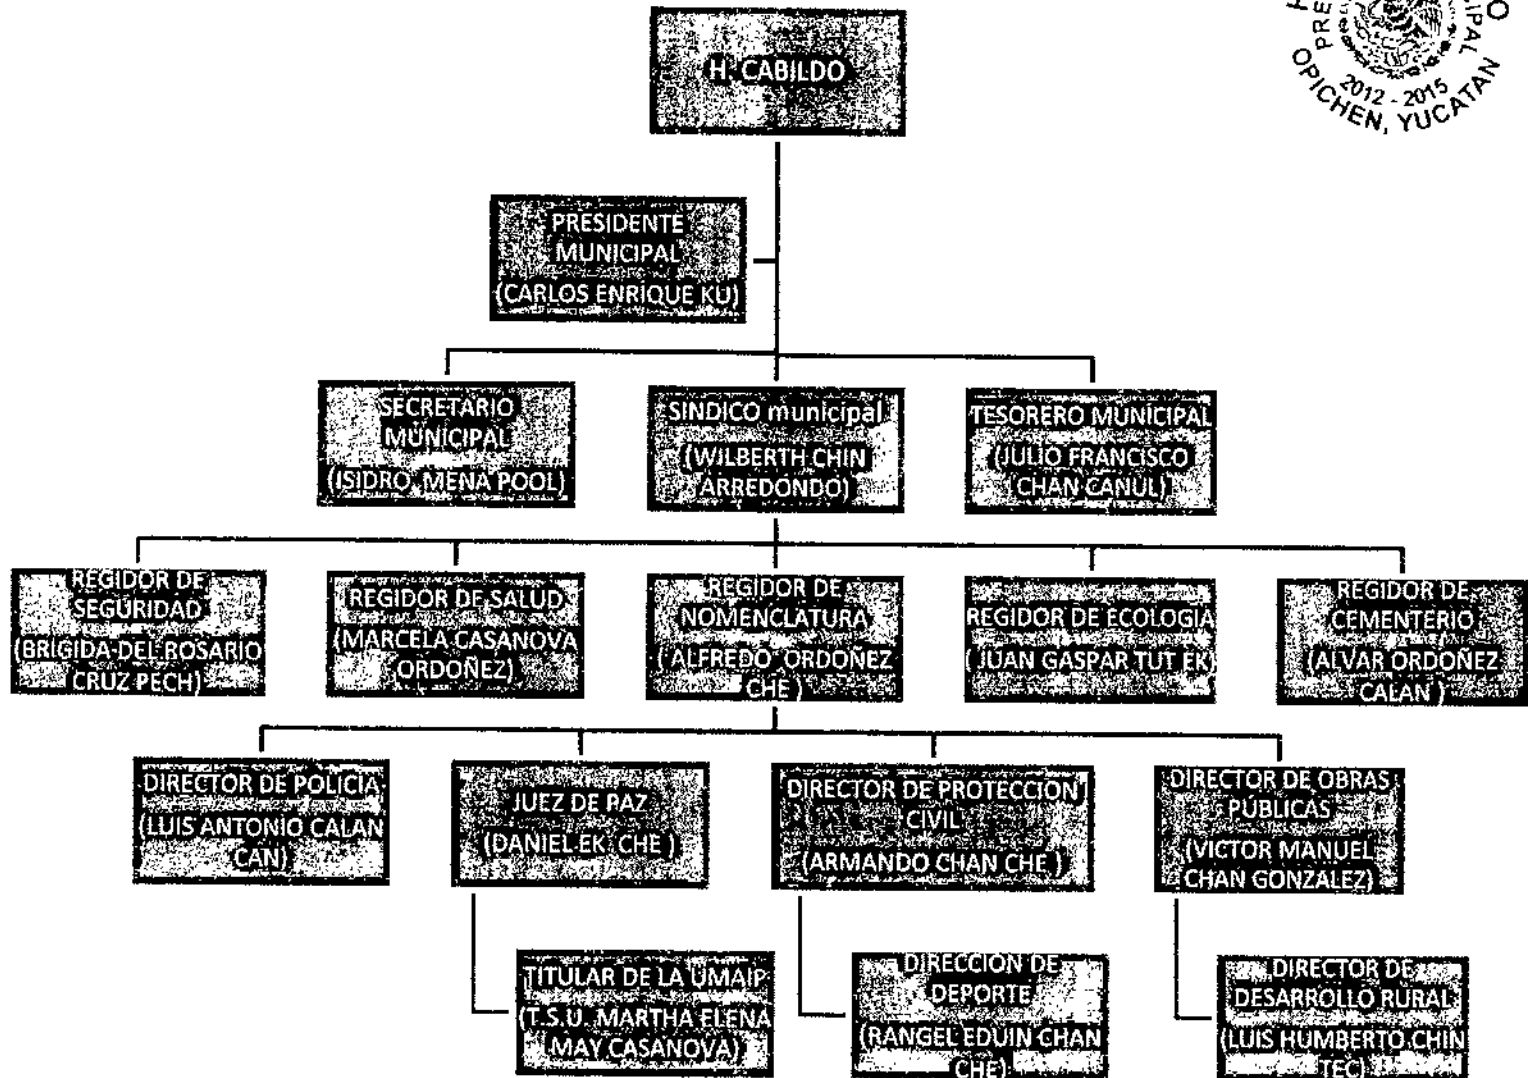 H. CABILDO
PRE
IPAL
2012 - 2015
OPICHEN, YUCATAN
PRESIDENTE
MUNICIPAL
(CARLOS ENRIQUE KU)
SECRETARIO
MUNICIPAL
(ISIDRO MENA POOL)
SINDICO municipal
(WILBERTH CHIN
ARREDONDO)
TESORERO MUNICIPAL
(JULIO FRANCISCO
CHAN CANUL)
REGIDOR DE
SEGURIDAD
(BRIGIDA DEL ROSARIO
CRUZ PECH)
REGIDOR DE SALUD
(MARCELA CASANOVA
ORDOÑEZ)
REGIDOR DE
NOMENCLATURA
( ALFREDO ORDOÑEZ
CHE )
REGIDOR DE ECOLOGIA
( JUAN GASPAR TUT EK)
REGIDOR DE
CEMENTERIO
(ALVAR ORDOÑEZ
CALAN )
DIRECTOR DE POLICIA
(LUIS ANTONIO CALAN
CAN)
JUEZ DE PAZ
(DANIEL EK CHE )
DIRECTOR DE PROTECCION
CIVIL
(ARMANDO CHAN CHE )
DIRECTOR DE OBRAS
PÚBLICAS
(VICTOR MANUEL
CHAN GONZALEZ)
TITULAR DE LA UMAIP
(T.S.U. MARTHA ELENA
MAY CASANOVA)
DIRECCION DE
DEPORTE
(RANGEL EDUIN CHAN
CHE)
DIRECTOR DE
DESARROLLO RURAL
(LUIS HUMBERTO CHIN
TEC)